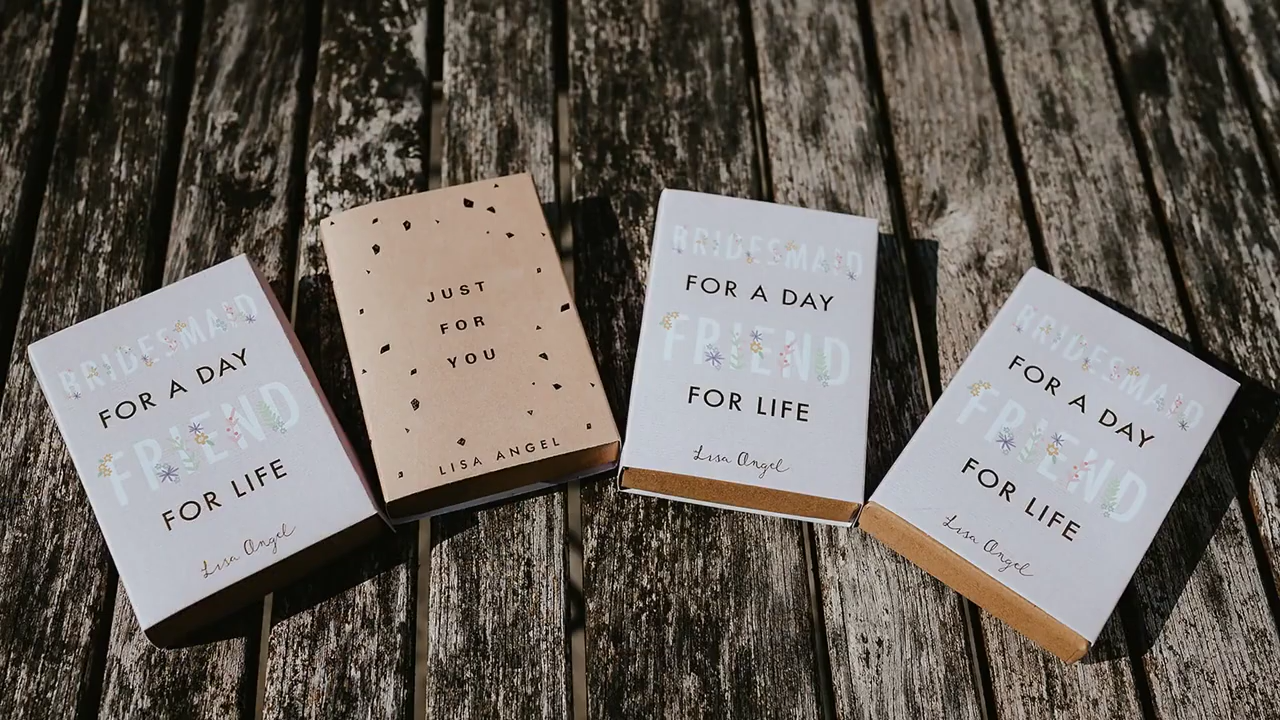 BRIDESMAID
FOR A DAY
FRIEND
FOR LIFE
Lisa Angel
JUST
FOR
YOU
LISA ANGEL
BRIDESMAID
FOR A DAY
FRIEND
FOR LIFE
Lisa Angel
BRIDESMAID
FOR A DAY
FRIEND
FOR LIFE
Lisa Angel